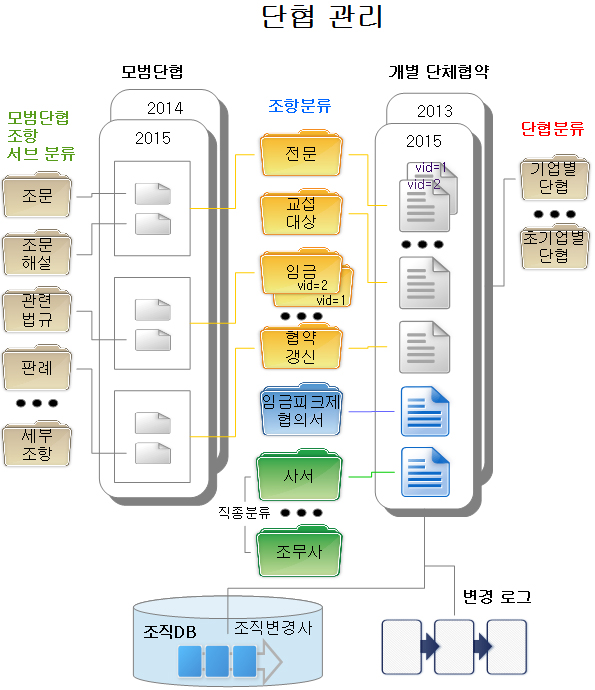 단협 관리
모범단협
개별 단체협약
모범단협
조항
서브 분류
조항분류
단협분류
2014
2015
2013
2015
조문
조문
해설
관련
법규
판례
세부
조항
전문
교섭
대상
임금
vid=2
vid=1
협약
갱신
임금피크제
협의서
사서
직종분류
조무사
vid=1
vid=2
기업별
단협
초기업별
단협
조직DB
조직변경사
변경 로그